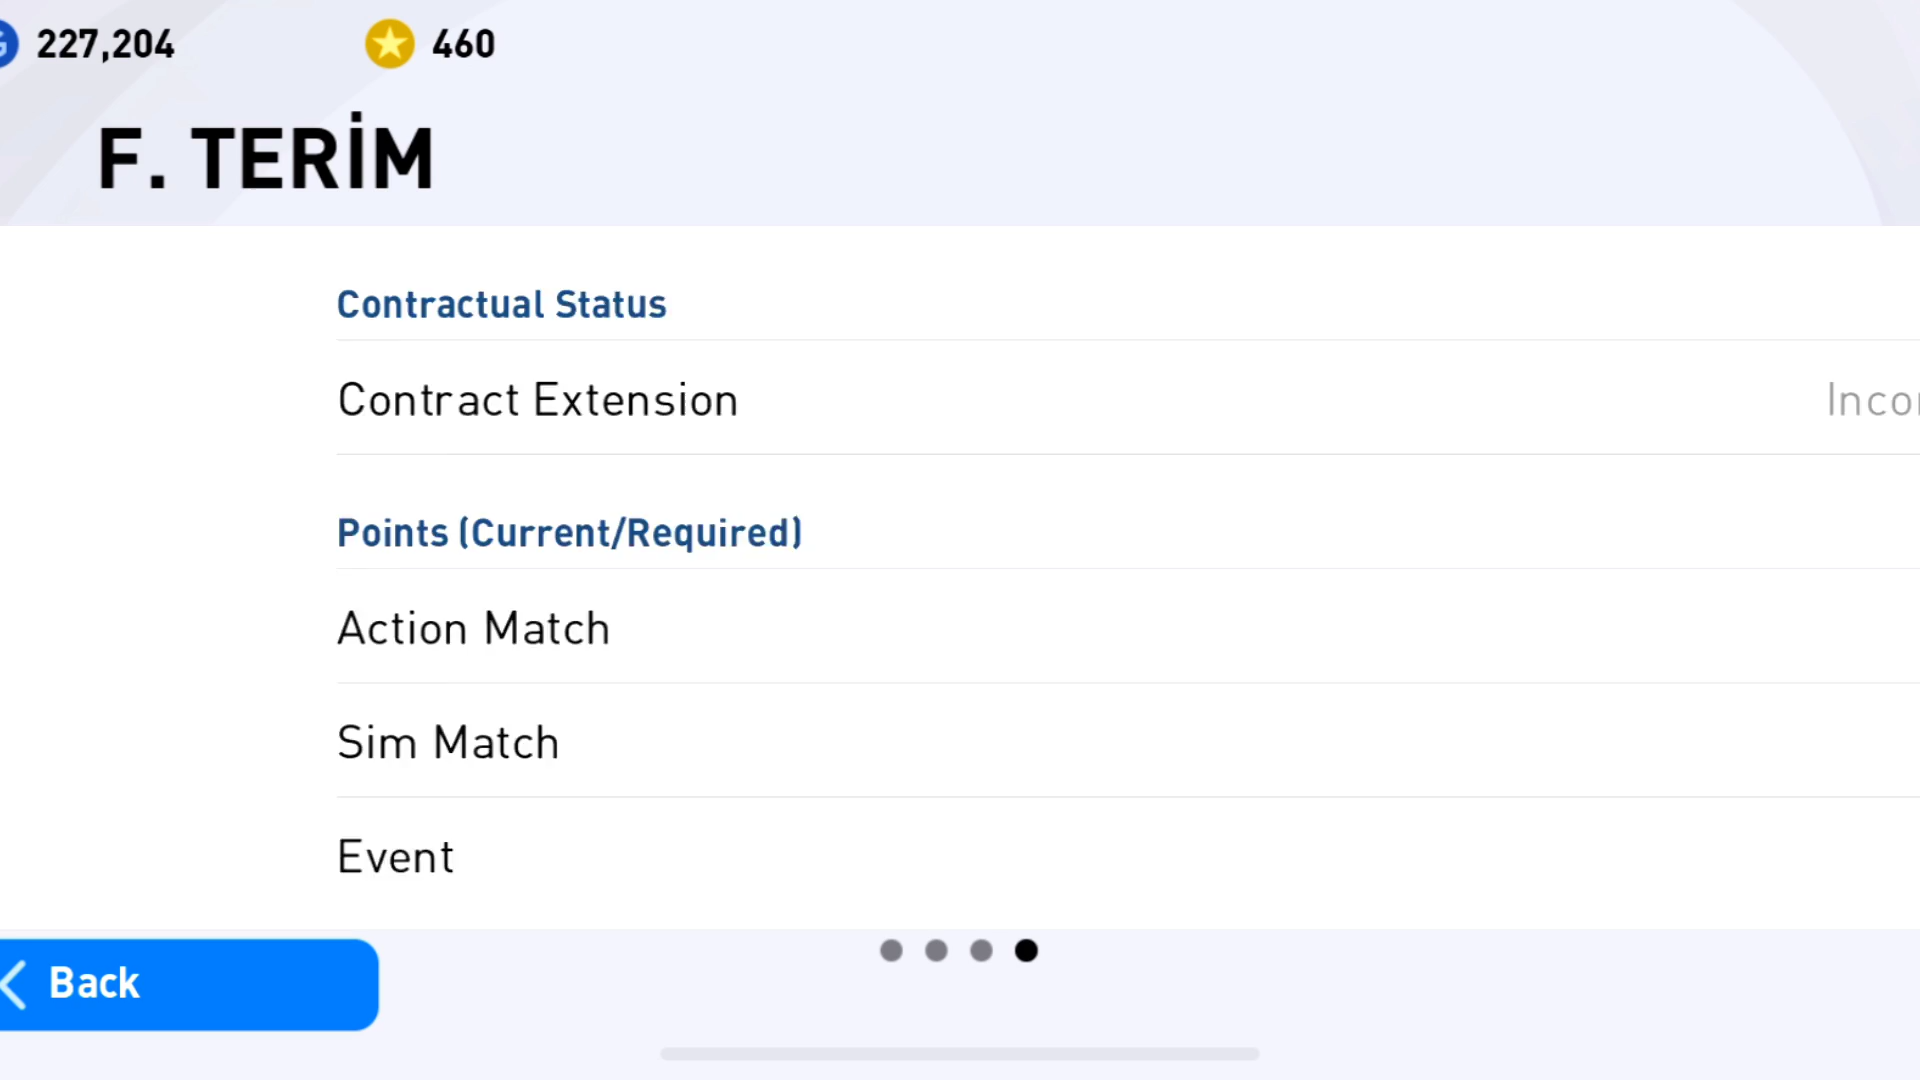 227,204 460
F. TERİM
Contractual Status
Contract Extension
Points (Current/Required)
Action Match
Sim Match
Event
Back